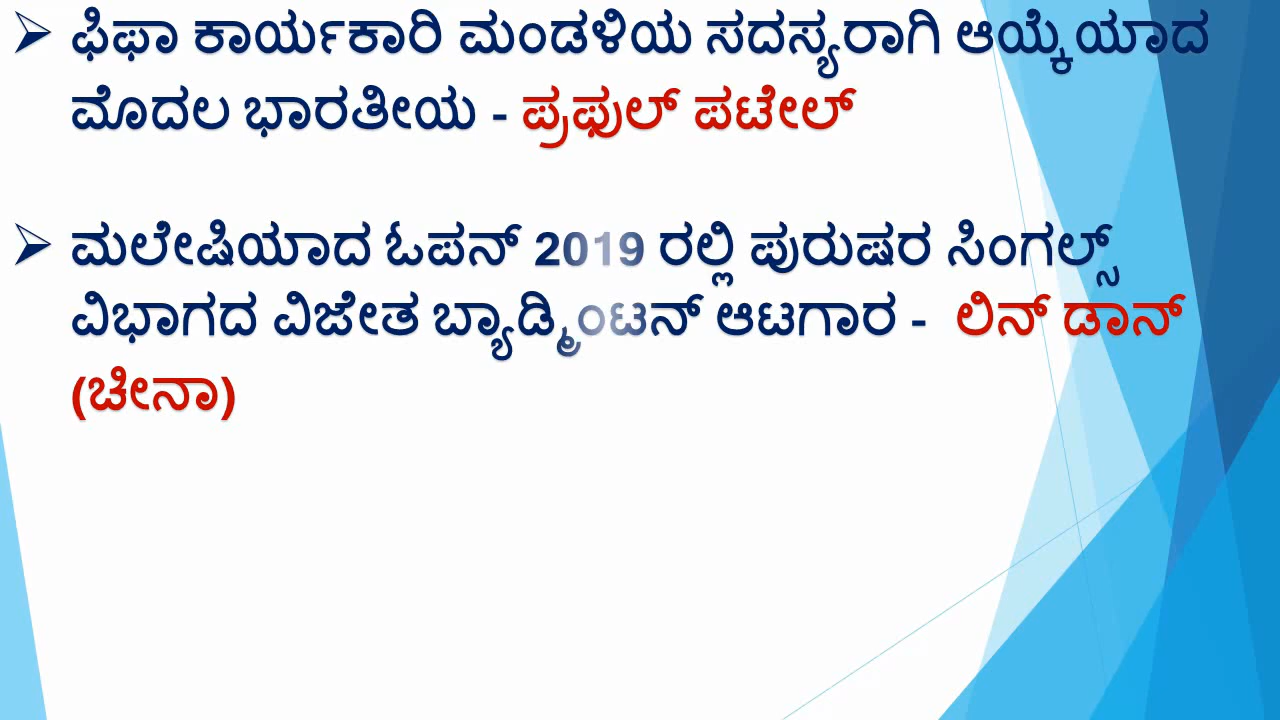 ಫಿಫಾ ಕಾರ್ಯಕಾರಿ ಮಂಡಳಿಯ ಸದಸ್ಯರಾಗಿ ಆಯ್ಕೆಯಾದ
ಮೊದಲ ಭಾರತೀಯ - ಪ್ರಫುಲ್ ಪಟೇಲ್
ಮಲೇಷಿಯಾದ ಓಪನ್ 2019 ರಲ್ಲಿ ಪುರುಷರ ಸಿಂಗಲ್ಸ್
ವಿಭಾಗದ ವಿಜೇತ ಬ್ಯಾಡ್ಮಿಂಟನ್ ಆಟಗಾರ - ಲಿನ್ ಡಾನ್
(ಚೀನಾ)